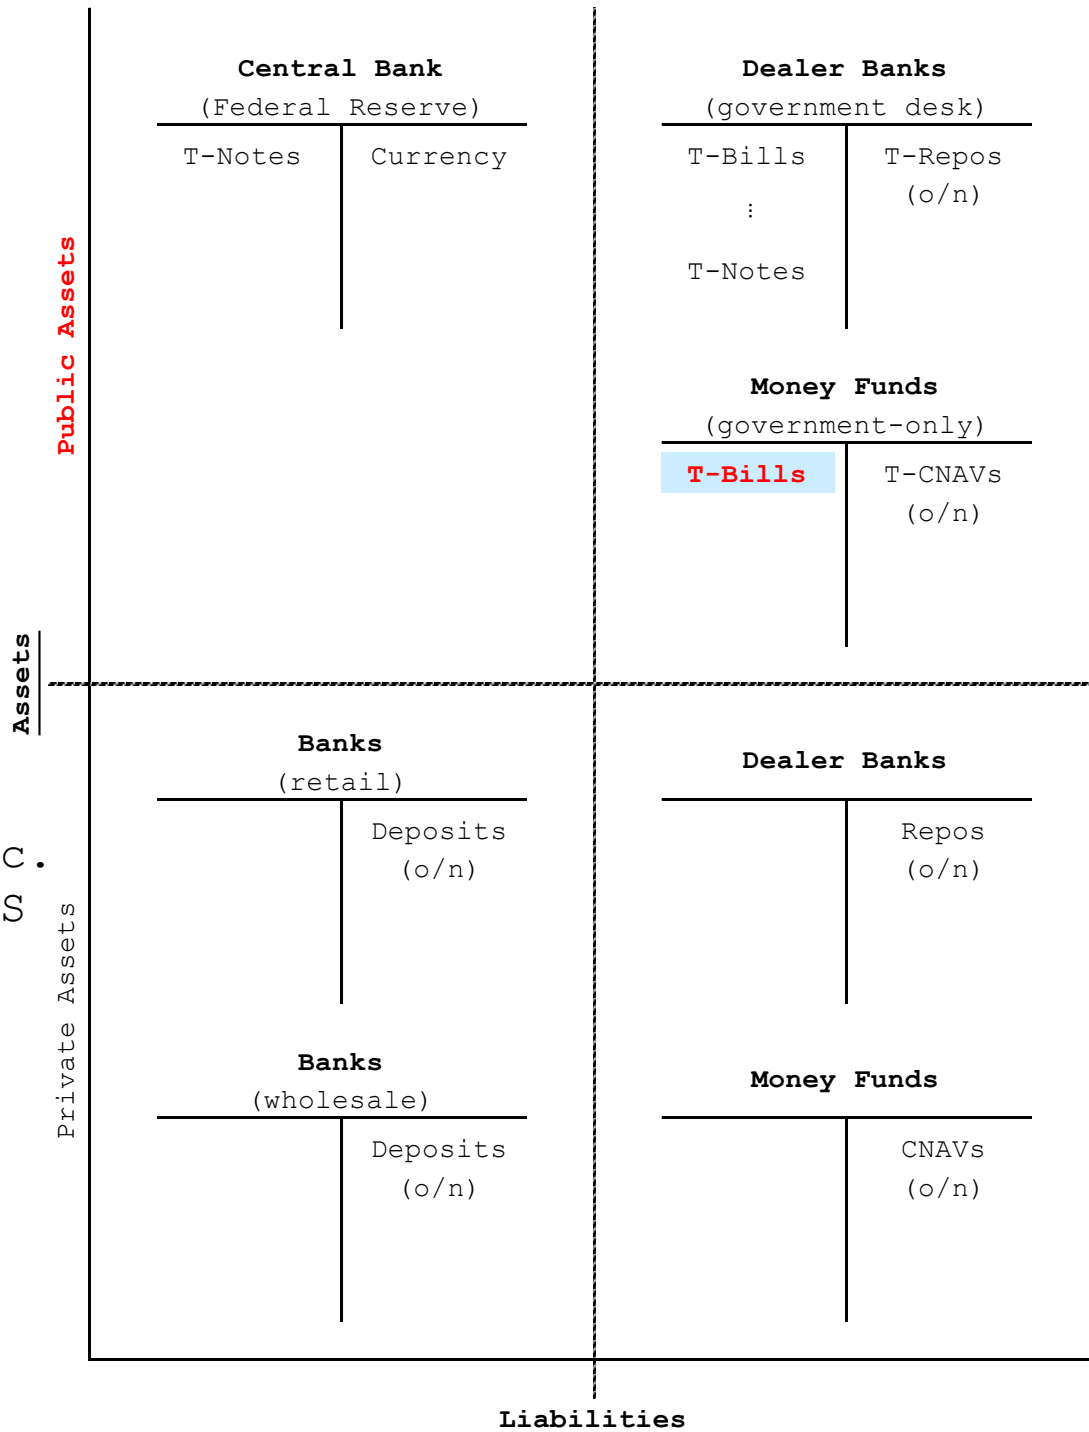 Central Bank
(Federal Reserve)
T-Notes Currency
Dealer Banks
(government desk)
T-Bills T-Repos
(o/n)
⋮
T-Notes
Money Funds
(government-only)
T-Bills T-CNAVs
(o/n)
Public Assets
Assets
Banks
(retail)
Deposits
(o/n)
Dealer Banks
Repos
(o/n)
c.
S
Private Assets
Banks
(wholesale)
Deposits
(o/n)
Money Funds
CNAVs
(o/n)
Liabilities